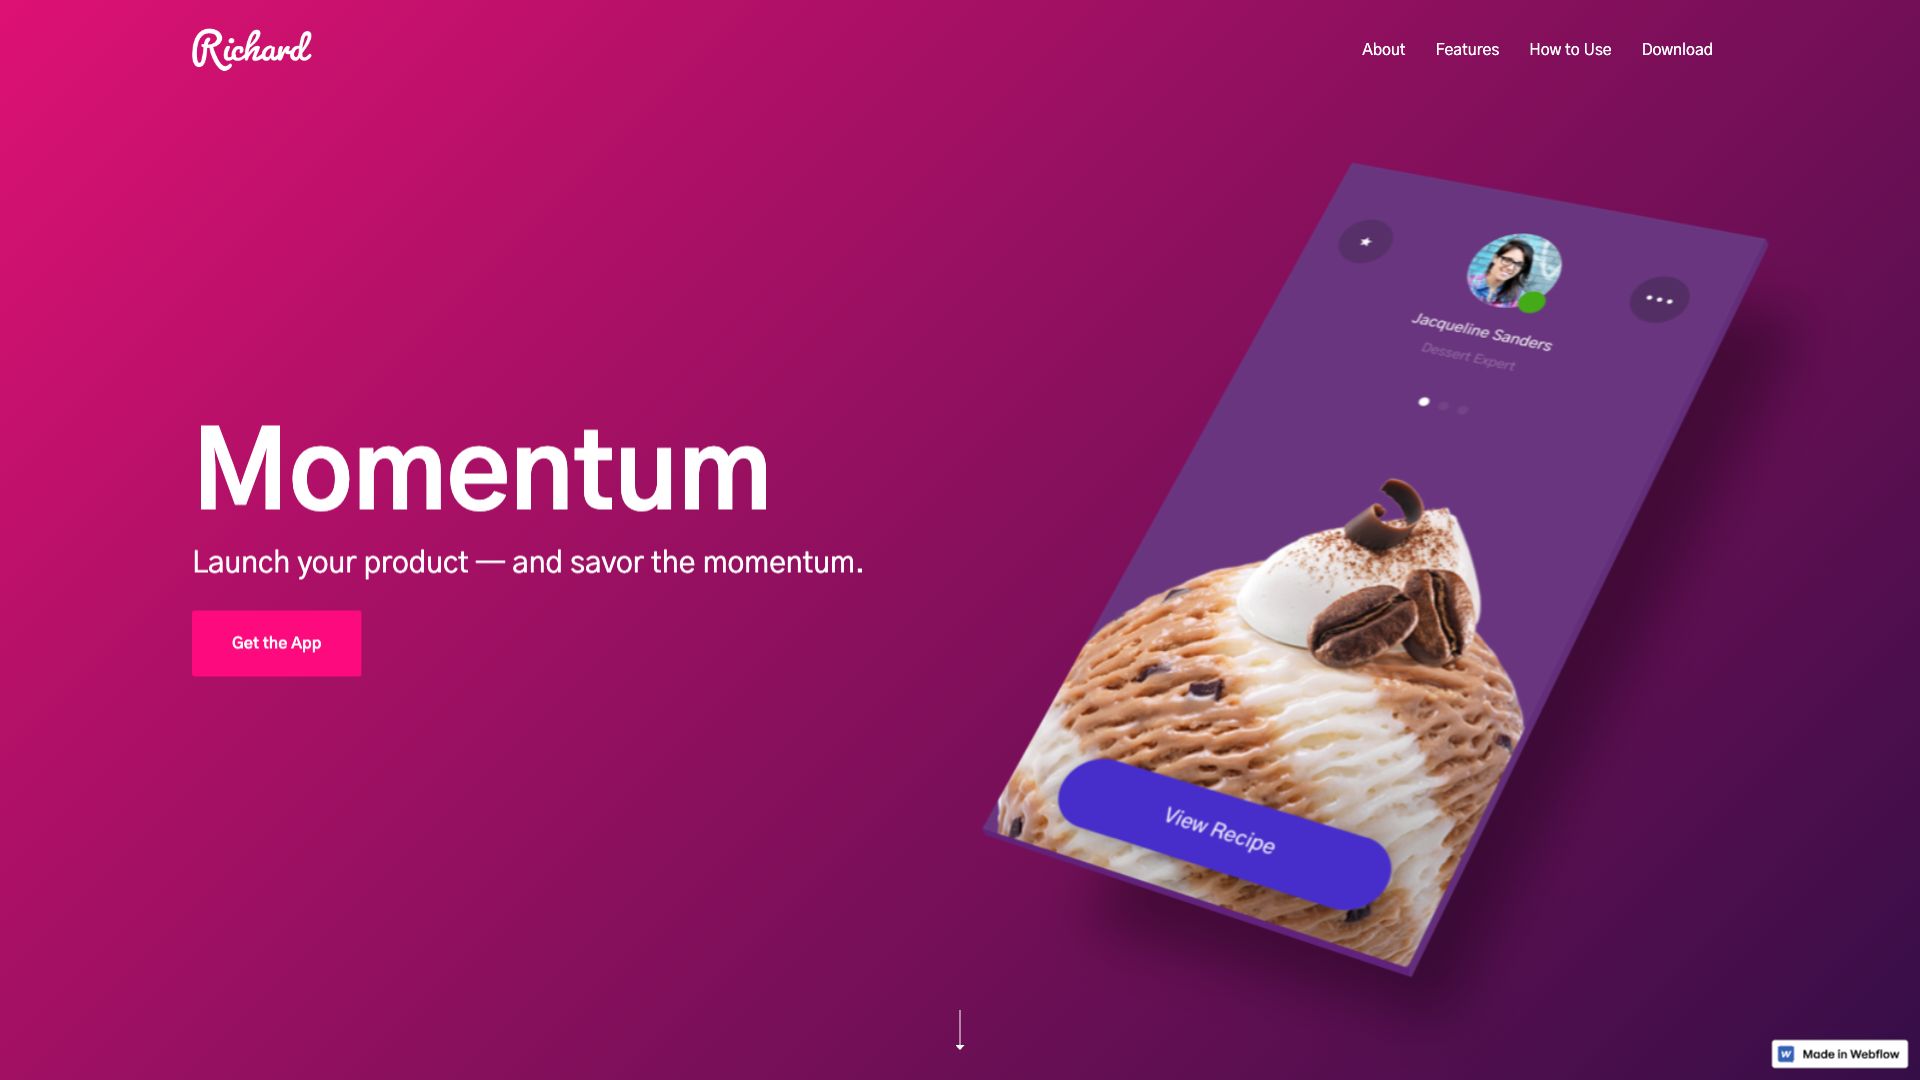 Richard
About Features How to Use Download
Jacqueline Sanders
Dessert Expert
Momentum
Launch your product — and savor the momentum.
Get the App
View Recipe
Made in Webflow